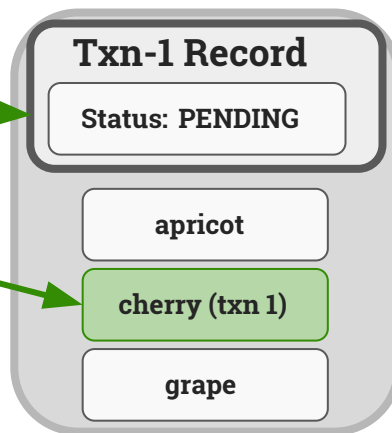 Txn-1 Record
Status: PENDING
apricot
cherry (txn 1)
grape